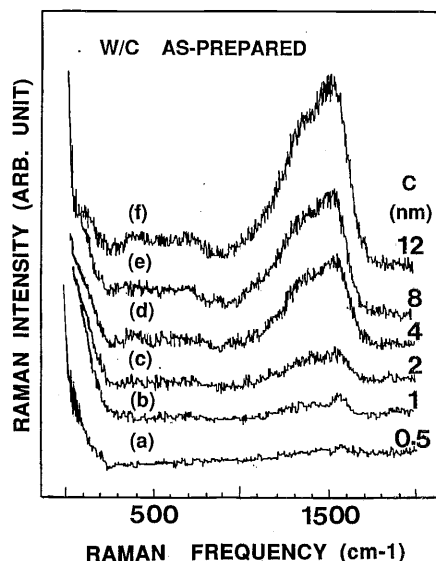 W/C AS-PREPARED
RAMAN INTENSITY (ARB. UNIT)
C
(nm)
(f)
12
(e)
8
(d)
4
(c)
2
(b)
1
(a)
0.5
500
1500
RAMAN FREQUENCY (cm-1)